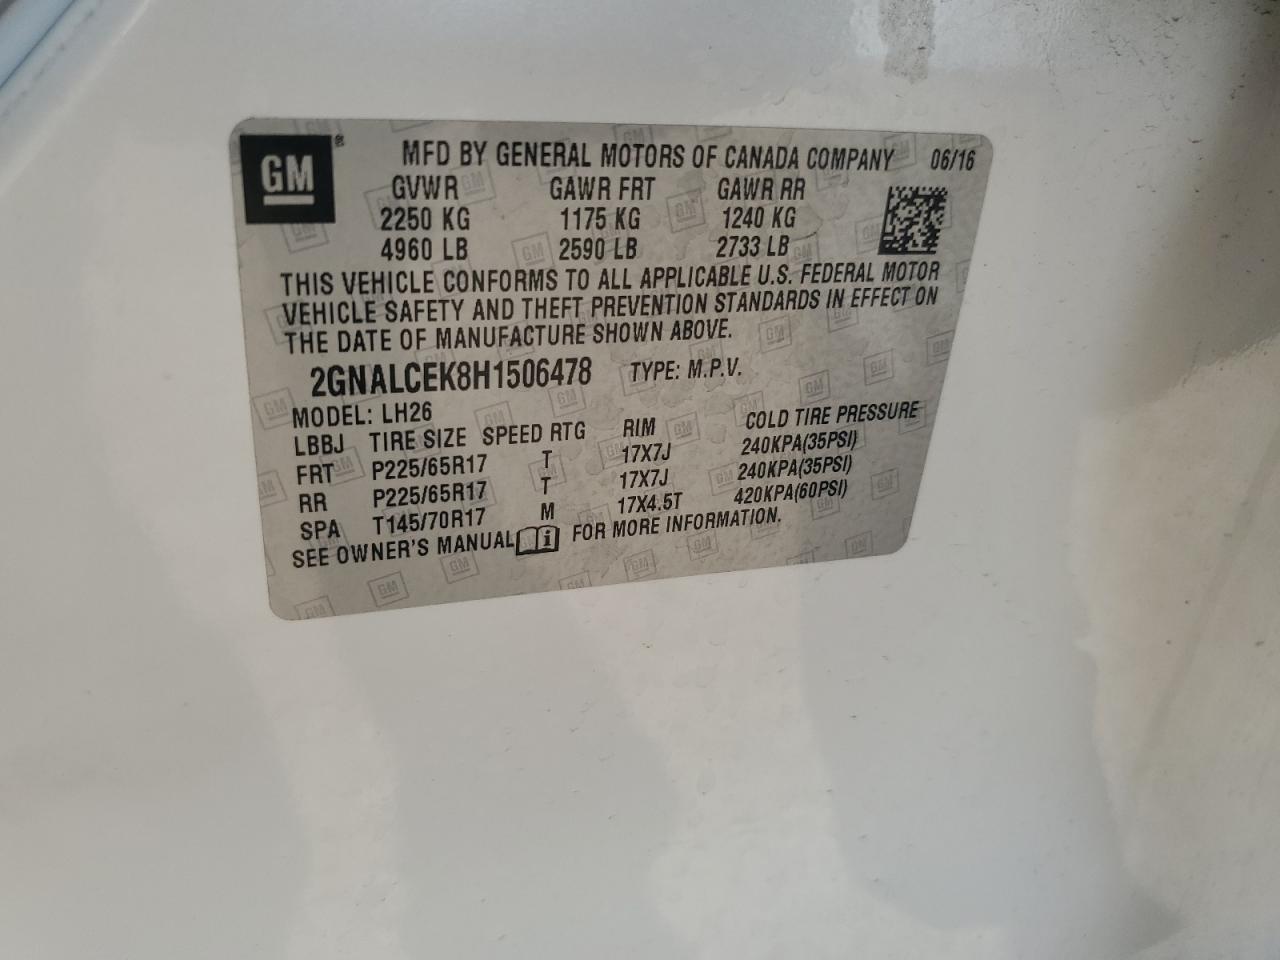 GM® MFD BY GENERAL MOTORS OF CANADA COMPANY 06/16
GVWR GAWR FRT GAWR RR
2250 KG 1175 KG 1240 KG
4960 LB 2590 LB 2733 LB
THIS VEHICLE CONFORMS TO ALL APPLICABLE U.S. FEDERAL MOTOR
VEHICLE SAFETY AND THEFT PREVENTION STANDARDS IN EFFECT ON
THE DATE OF MANUFACTURE SHOWN ABOVE.
2GNALCEK8H1506478 TYPE: M.P.V.
MODEL: LH26
LBBJ TIRE SIZE SPEED RTG RIM COLD TIRE PRESSURE
FRT P225/65R17 T 17X7J 240KPA(35PSI)
RR P225/65R17 T 17X7J 240KPA(35PSI)
SPA T145/70R17 M 17X4.5T 420KPA(60PSI)
SEE OWNER'S MANUAL i FOR MORE INFORMATION.